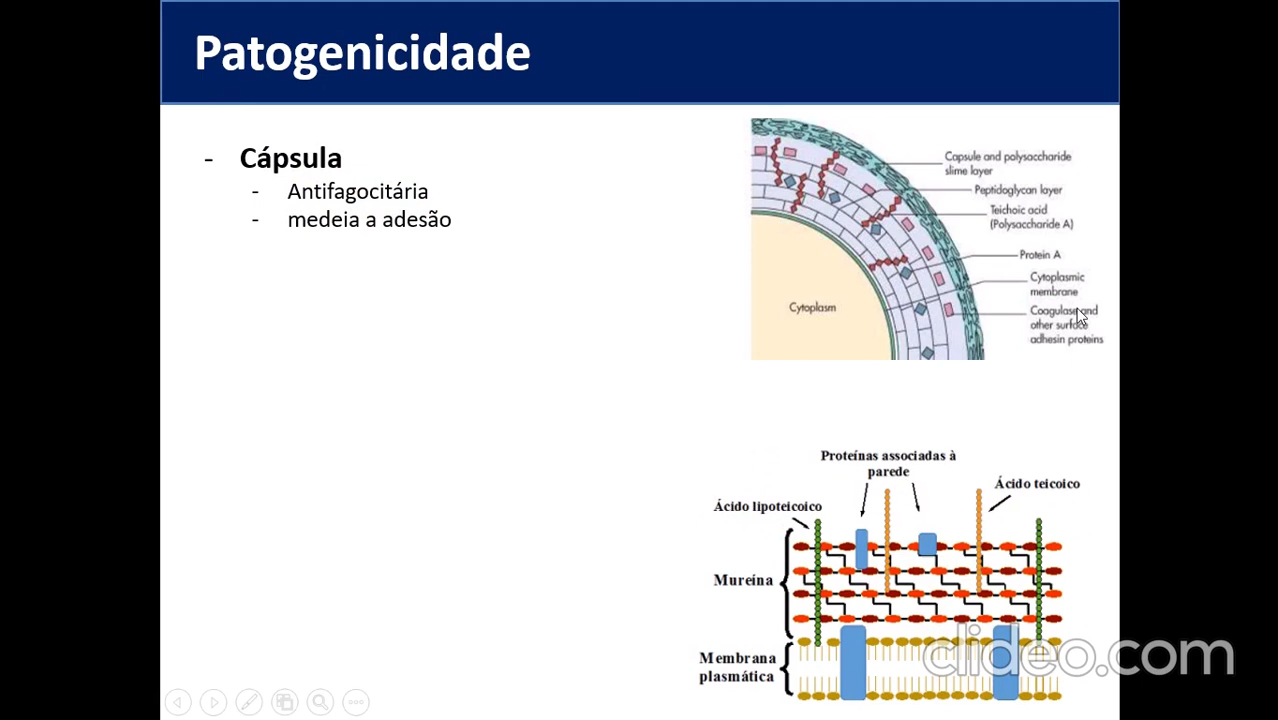 Patogenicidade
- Cápsula
- Antifagocitária
- medeia a adesão
Capsule and polysaccharide
slime layer
Peptidoglycan layer
Teichoic acid
(Polysaccharide A)
Protein A
Cytoplasmic
membrane
Coagulase and
other surface
adhesin proteins
Cytoplasm
Proteínas associadas à
parede
Ácido teicoico
Ácido lipoteicoico
Mureína
Membrana
plasmática
clideo.com